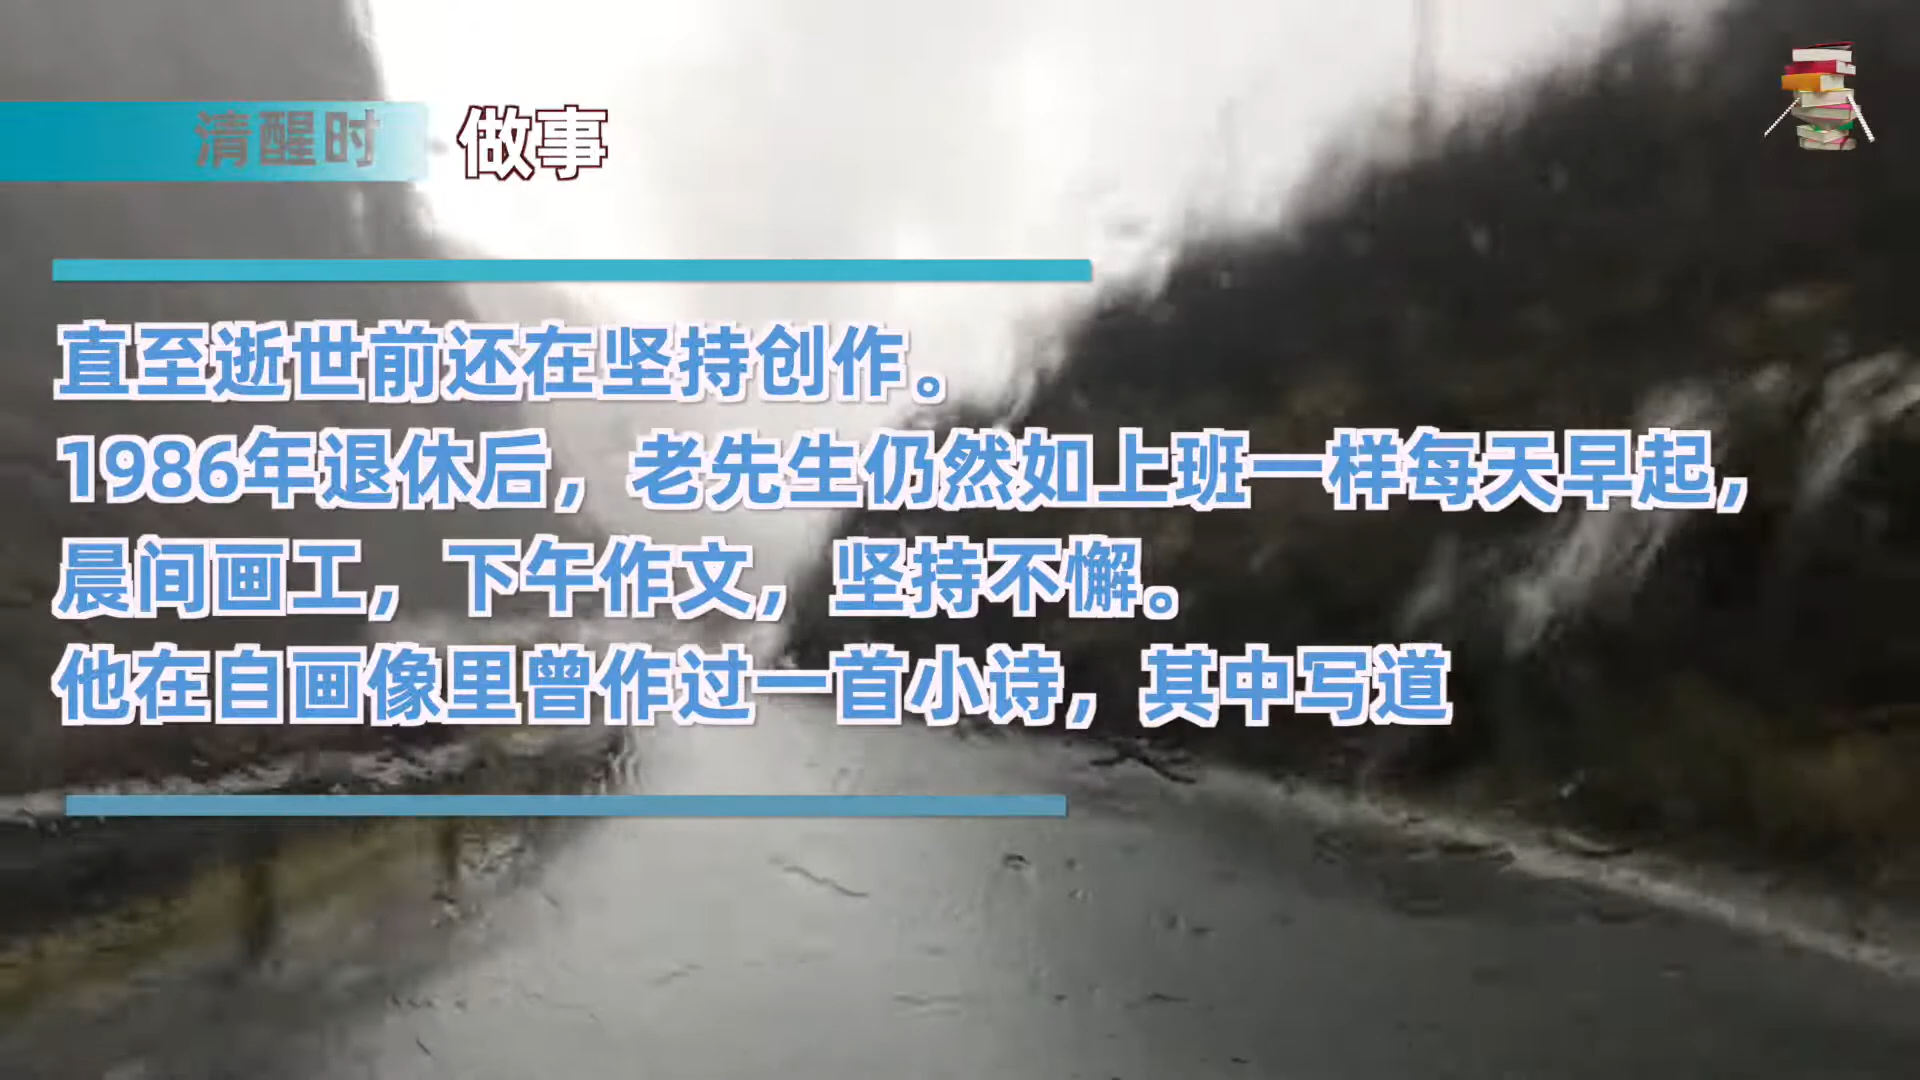 清醒时
做事
直至逝世前还在坚持创作。
1986年退休后，老先生仍然如上班一样每天早起，
晨间画工，下午作文，坚持不懈。
他在自画像里曾作过一首小诗，其中写道